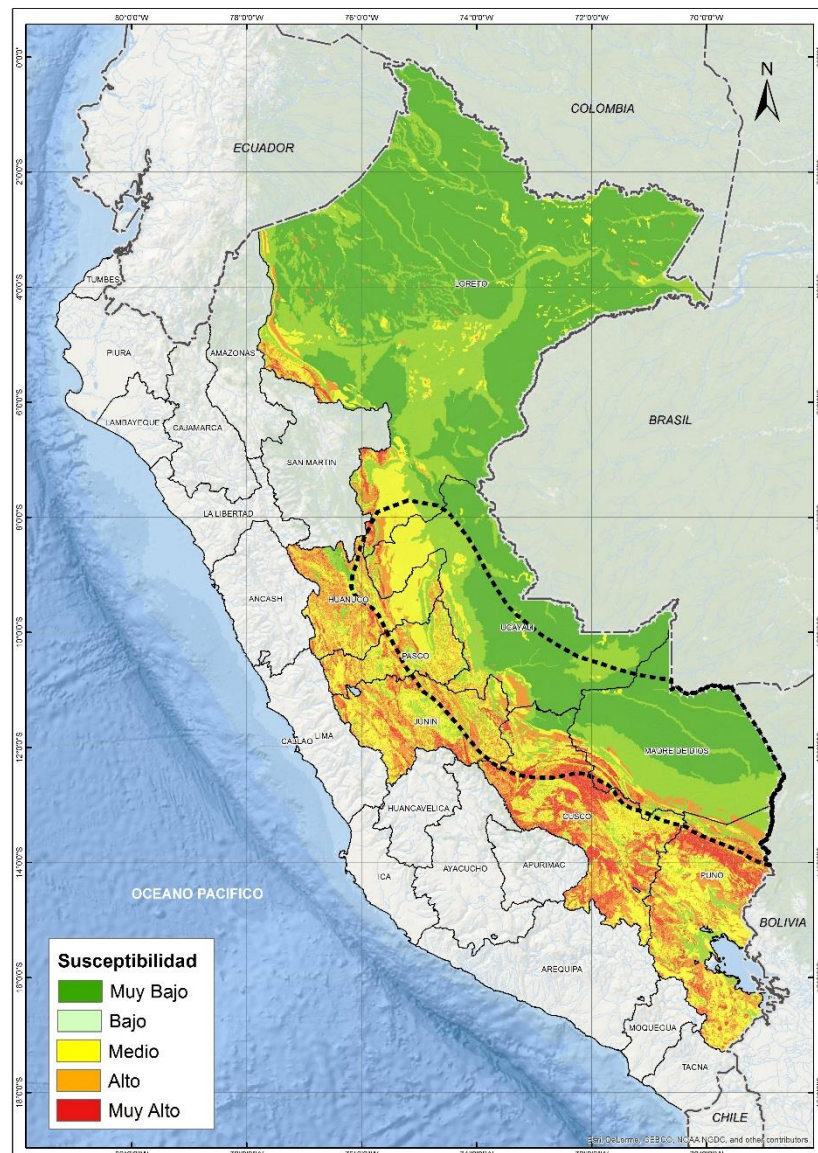 80°0'0"O
78°0'0"O
76°0'0"O
74°0'0"O
72°0'0"O
70°0'0"O
0°0'0"
N
COLOMBIA
ECUADOR
2°0'0"S
LORETO
TUMBES
4°0'0"S
PIURA
AMAZONAS
6°0'0"S
LAMBAYEQUE
CAJAMARCA
BRASIL
SAN MARTIN
LA LIBERTAD
8°0'0"S
ANCASH
HUANUCO
UCAYALI
10°0'0"S
PASCO
JUNIN
LIMA
CALLAO
MADRE DE DIOS
12°0'0"S
HUANCAVELICA
CUSCO
14°0'0"S
ICA
AYACUCHO
APURIMAC
PUNO
OCEANO PACIFICO
BOLIVIA
AREQUIPA
16°0'0"S
MOQUEGUA
TACNA
18°0'0"S
CHILE
Susceptibilidad
Muy Bajo
Bajo
Medio
Alto
Muy Alto
Esri, DeLorme, GEBCO, NOAA NGDC, and other contributors